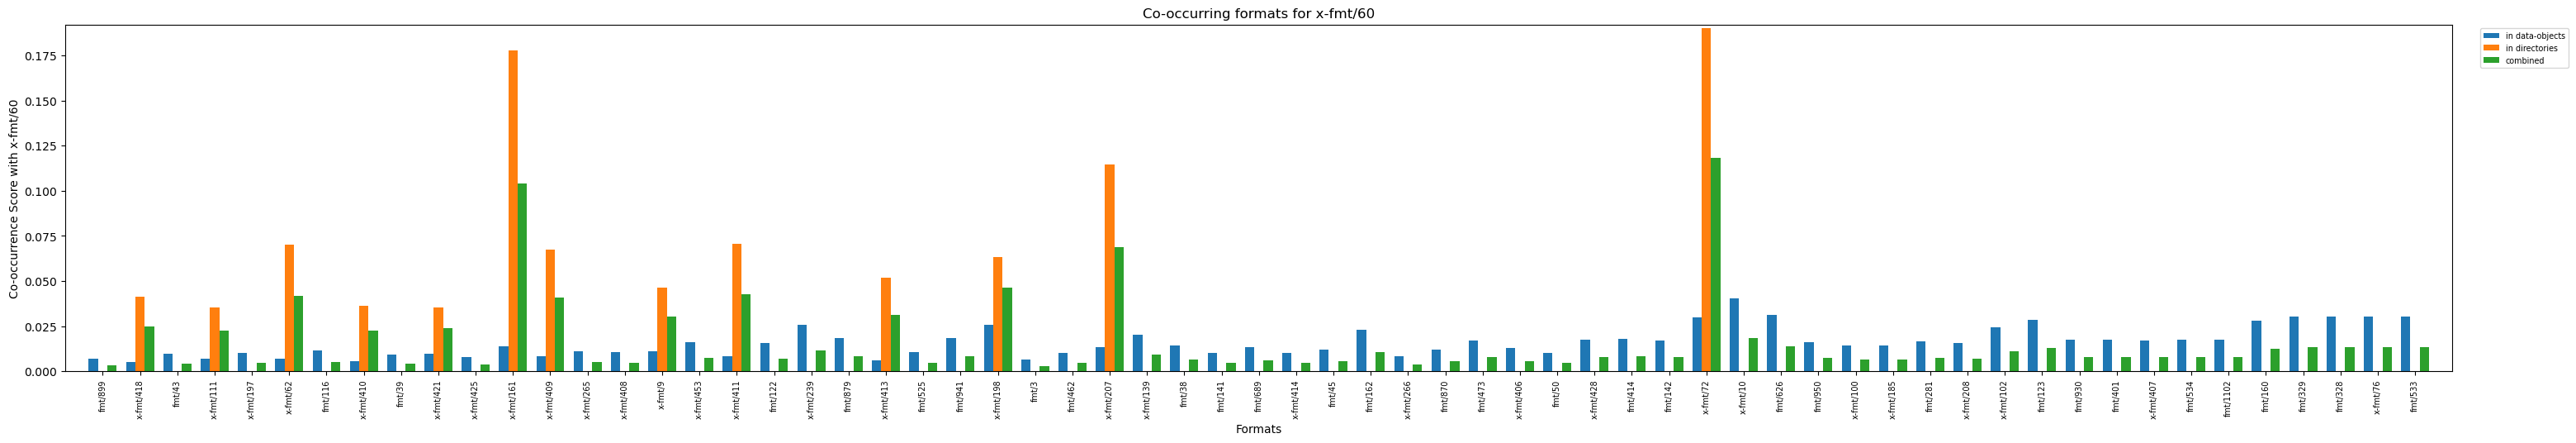 Co-occurring formats for x-fmt/60
Co-occurrence Score with x-fmt/60
0.175
0.150
0.125
0.100
0.075
0.050
0.025
0.000
in data-objects
in directories
combined
fmt/899
x-fmt/418
fmt/43
x-fmt/111
x-fmt/197
x-fmt/62
fmt/116
x-fmt/410
fmt/39
x-fmt/421
x-fmt/425
x-fmt/161
x-fmt/409
x-fmt/265
x-fmt/408
x-fmt/9
x-fmt/453
x-fmt/411
fmt/122
x-fmt/239
fmt/879
x-fmt/413
fmt/525
fmt/941
x-fmt/198
fmt/3
fmt/462
x-fmt/207
x-fmt/139
fmt/38
fmt/141
fmt/689
x-fmt/414
fmt/45
fmt/162
x-fmt/266
fmt/870
fmt/473
x-fmt/406
fmt/50
x-fmt/428
fmt/414
fmt/142
x-fmt/72
x-fmt/10
fmt/626
fmt/950
x-fmt/100
x-fmt/185
fmt/281
x-fmt/208
x-fmt/102
fmt/123
fmt/930
fmt/401
x-fmt/407
fmt/534
fmt/1102
fmt/160
fmt/329
fmt/328
x-fmt/76
fmt/533
Formats